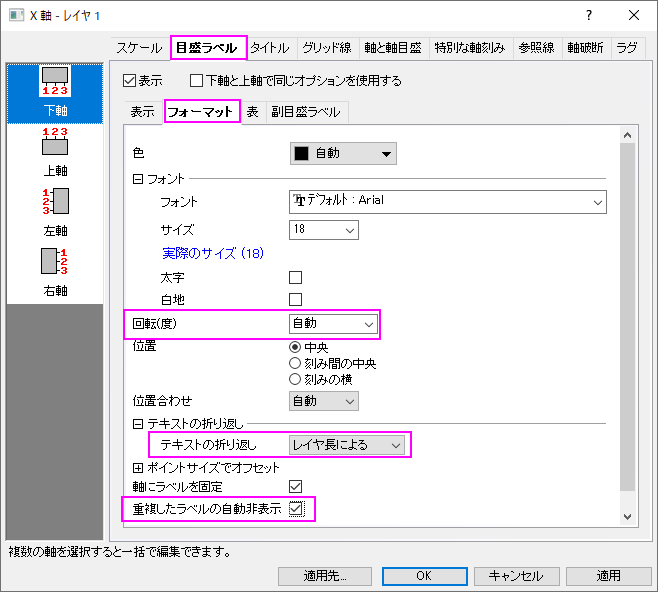 X 軸 - レイヤ 1
スケール 目盛ラベル タイトル グリッド線 軸と軸目盛 特別な軸刻み 参照線 軸破断 ラグ
123
下軸
123
上軸
1
2
3
左軸
1
2
3
右軸
表示 下軸と上軸で同じオプションを使用する
表示 フォーマット 表 副目盛ラベル
色 自動
フォント
フォント デフォルト : Arial
サイズ 18
実際のサイズ (18)
太字
白地
回転(度) 自動
位置 中央
刻み間の中央
刻みの横
位置合わせ 自動
テキストの折り返し
テキストの折り返し レイヤ長による
ポイントサイズでオフセット
軸にラベルを固定
重複したラベルの自動非表示
複数の軸を選択すると一括で編集できます。
適用先... OK キャンセル 適用